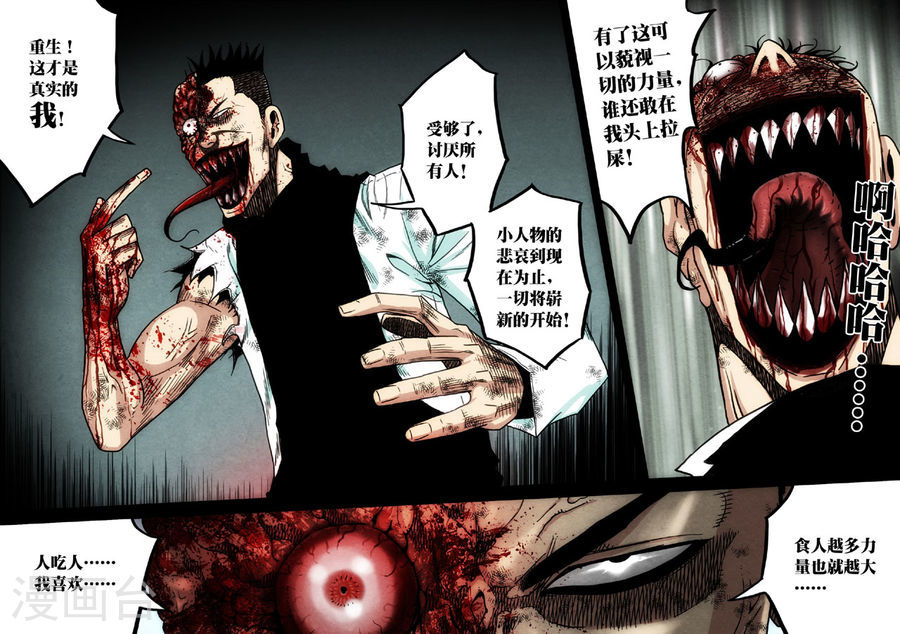 重生！
这才是
真实的
我！
受够了，
讨厌所
有人！
小人物的
悲哀到现
在为止，
一切将崭
新的开始！
有了这可
以藐视一
切的力量，
谁还敢在
我头上拉
屎！
啊哈哈哈……
人吃人……
我喜欢……
食人越多力
量也就越大
……
漫画台